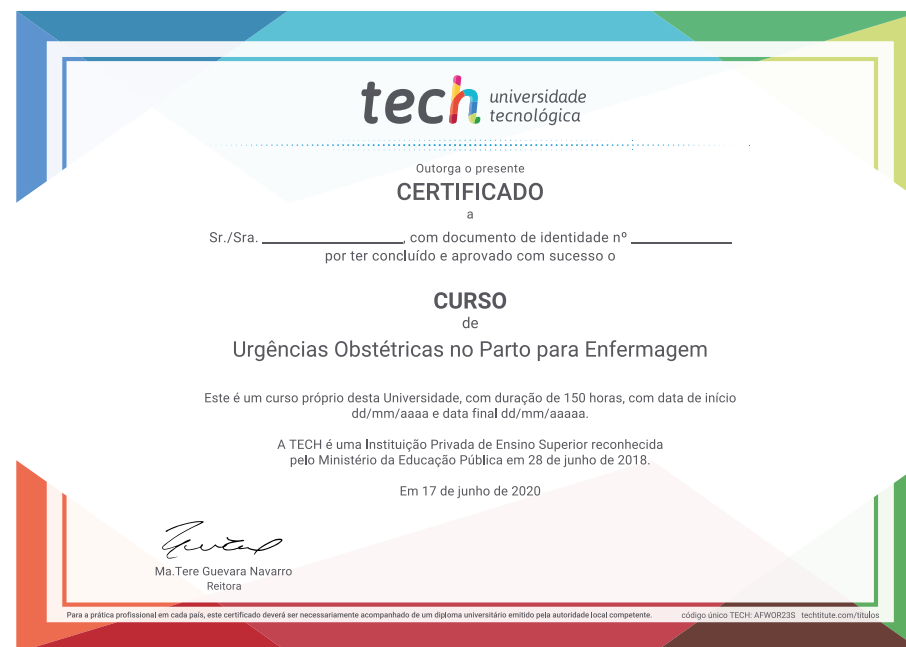 tech universidade
tecnológica
Outorga o presente
CERTIFICADO
a
Sr./Sra. ____________________, com documento de identidade nº ______________
por ter concluído e aprovado com sucesso o
CURSO
de
Urgências Obstétricas no Parto para Enfermagem
Este é um curso próprio desta Universidade, com duração de 150 horas, com data de início
dd/mm/aaaa e data final dd/mm/aaaaa.
A TECH é uma Instituição Privada de Ensino Superior reconhecida
pelo Ministério da Educação Pública em 28 de junho de 2018.
Em 17 de junho de 2020
Ma.Tere Guevara Navarro
Reitora
Para a prática profissional em cada país, este certificado deverá ser necessariamente acompanhado de um diploma universitário emitido pela autoridade local competente. código único TECH: AFWOR23S techtitute.com/titulos